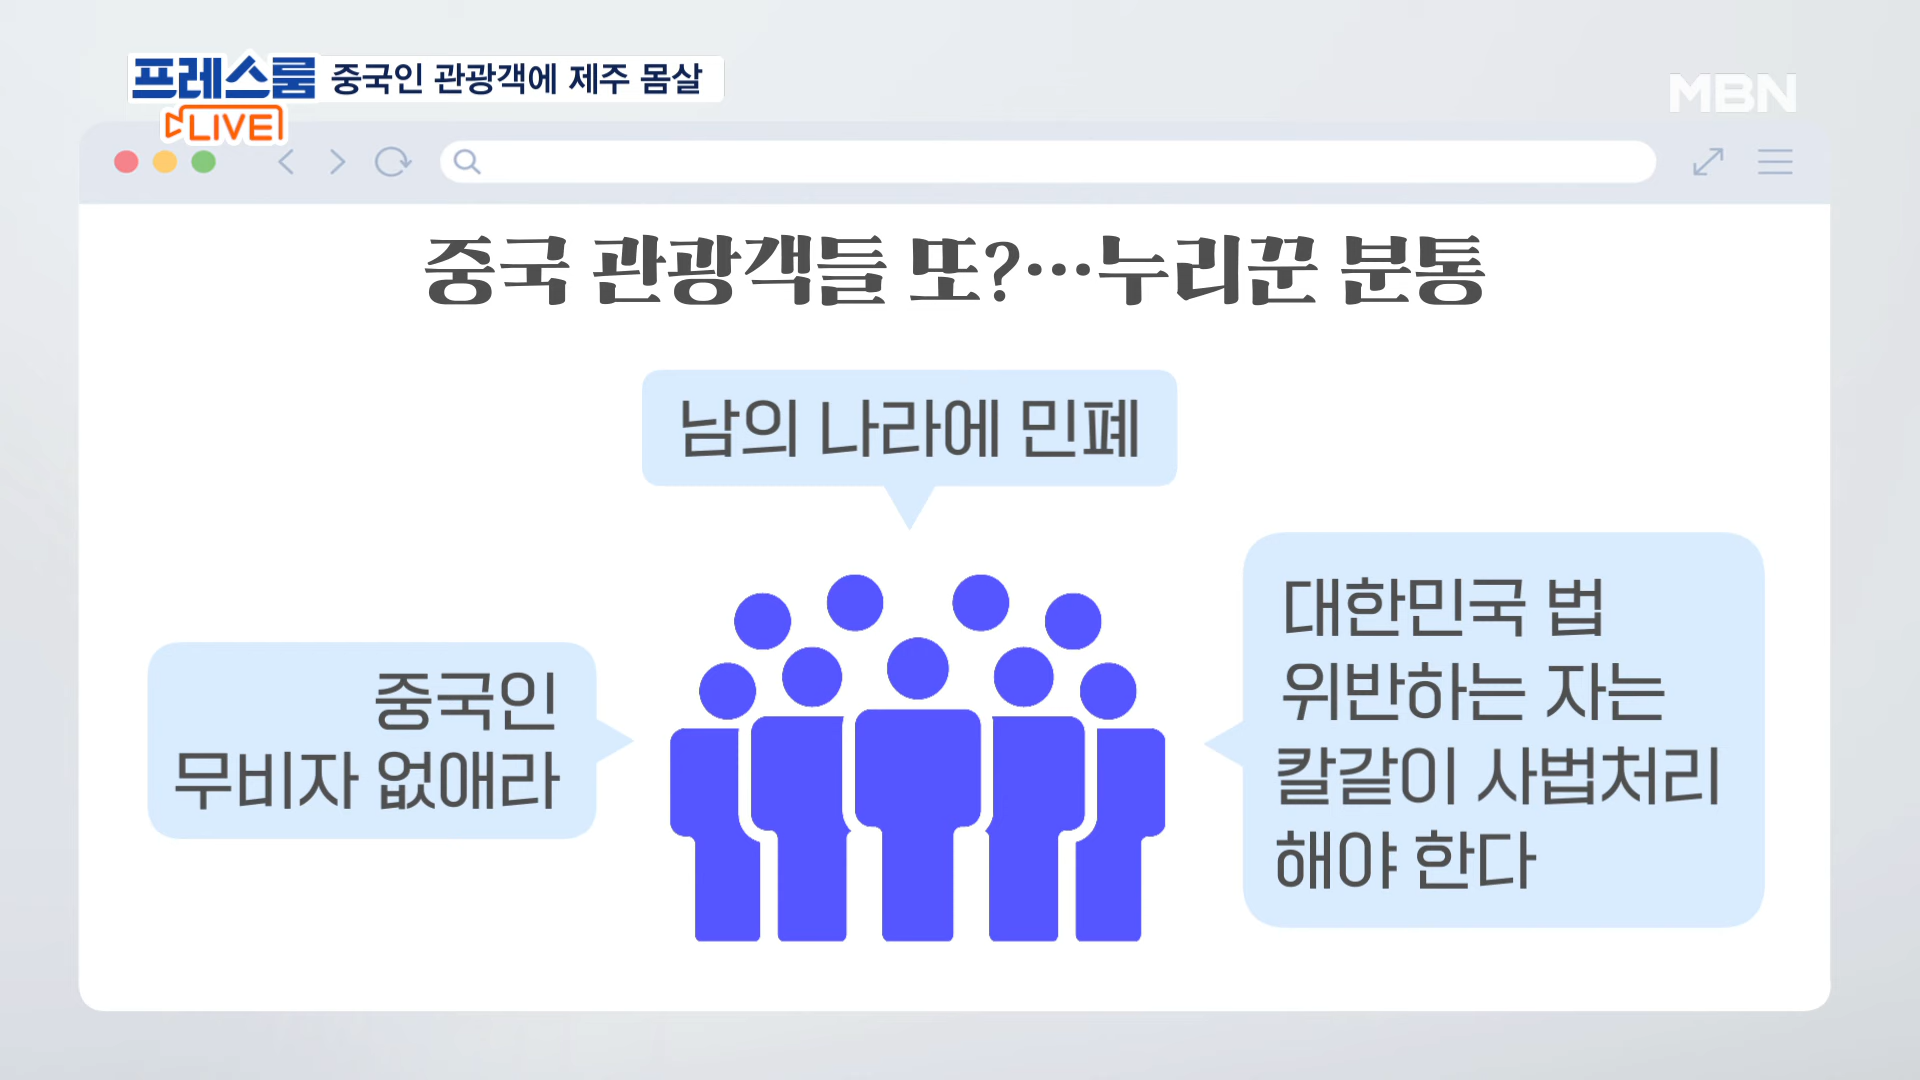 프레스룸 중국인 관광객에 제주 몸살
LIVE
MBN
중국 관광객들 또?…누리꾼 분통
남의 나라에 민폐
중국인
무비자 없애라
대한민국 법
위반하는 자는
칼같이 사법처리
해야 한다